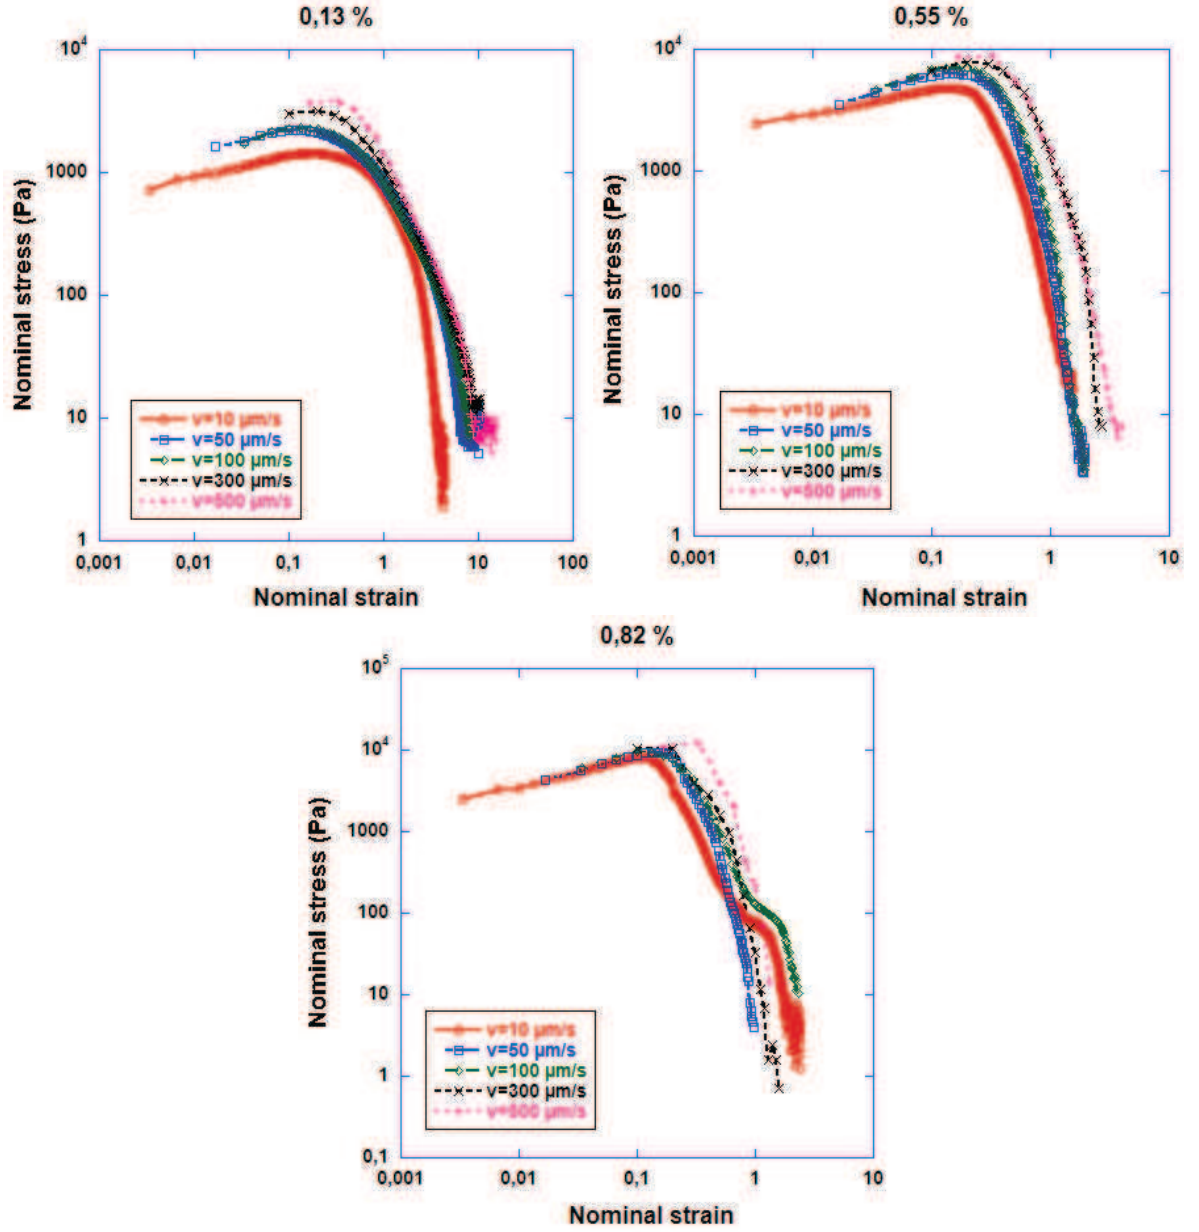 0,13 %
10⁴
1000
100
10
1
0,001
0,01
0,1
1
10
100
Nominal stress (Pa)
Nominal strain
v=10 µm/s
v=50 µm/s
v=100 µm/s
v=300 µm/s
v=500 µm/s
0,55 %
10⁴
1000
100
10
1
0,001
0,01
0,1
1
10
Nominal stress (Pa)
Nominal strain
v=10 µm/s
v=50 µm/s
v=100 µm/s
v=300 µm/s
v=500 µm/s
0,82 %
10⁵
10⁴
1000
100
10
1
0,1
0,001
0,01
0,1
1
10
Nominal stress (Pa)
Nominal strain
v=10 µm/s
v=50 µm/s
v=100 µm/s
v=300 µm/s
v=500 µm/s